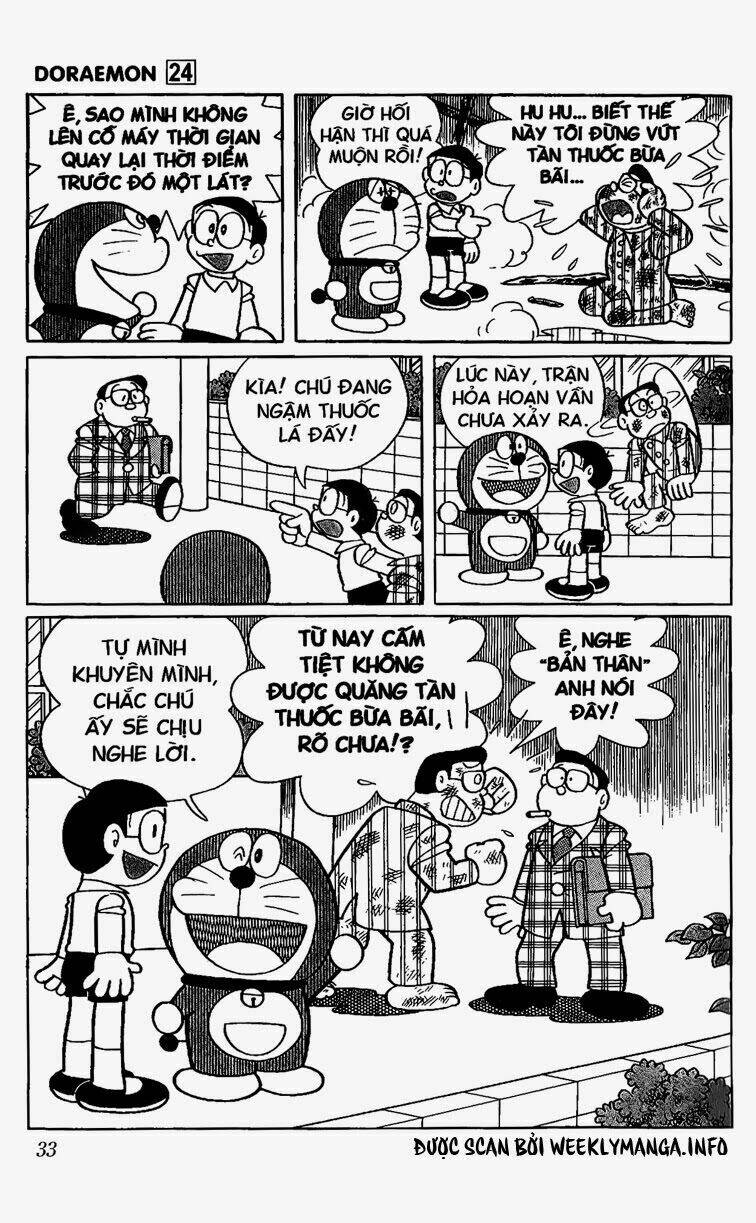 DORAEMON 24
Ê, SAO MÌNH KHÔNG
LÊN CỖ MÁY THỜI GIAN
QUAY LẠI THỜI ĐIỂM
TRƯỚC ĐÓ MỘT LÁT?
GIỜ HỐI
HẬN THÌ QUÁ
MUỘN RỒI!
HU HU... BIẾT THẾ
NÀY TÔI ĐỪNG VỨT
TÀN THUỐC BỪA
BÃI...
KÌA! CHÚ ĐANG
NGẬM THUỐC
LÁ ĐẤY!
LÚC NÀY, TRẬN
HỎA HOẠN VẪN
CHƯA XẢY RA.
TỰ MÌNH
KHUYÊN MÌNH,
CHẮC CHÚ
ẤY SẼ CHỊU
NGHE LỜI.
TỪ NAY CẤM
TIỆT KHÔNG
ĐƯỢC QUĂNG TÀN
THUỐC BỪA BÃI,
RÕ CHƯA!?
Ê, NGHE
"BẢN THÂN"
ANH NÓI
ĐÂY!
33
ĐƯỢC SCAN BỞI WEEKLYMANGA.INFO